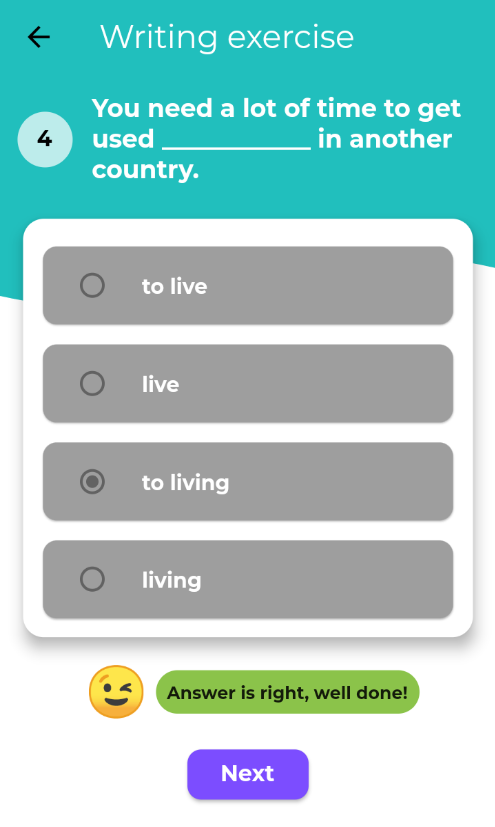 Writing exercise
4
You need a lot of time to get
used ____________ in another
country.
to live
live
to living
living
Answer is right, well done!
Next